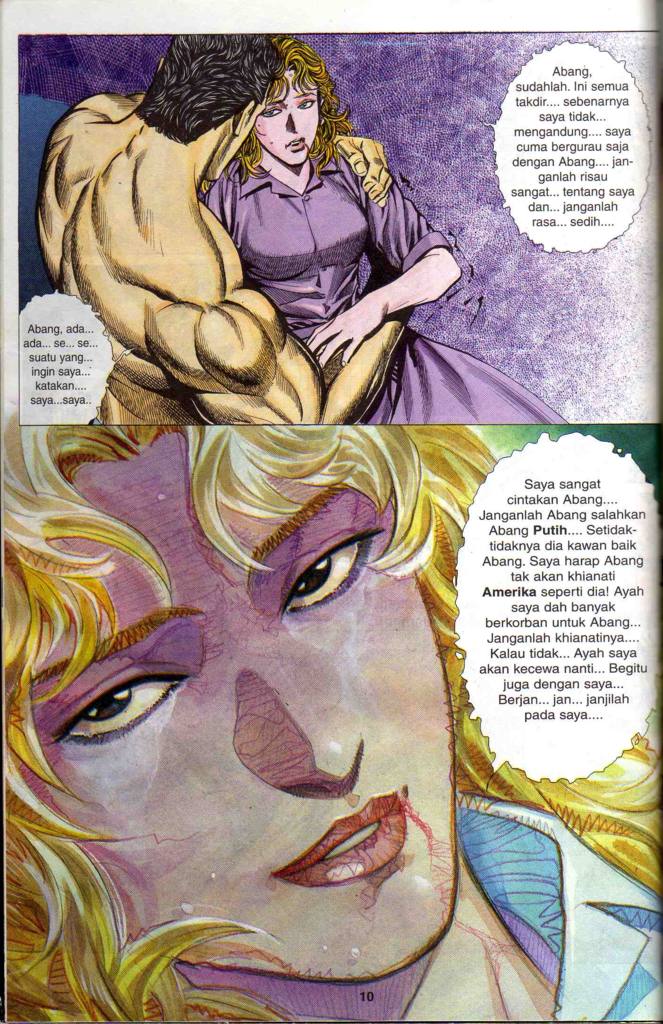 Abang,
sudahlah. Ini semua
takdir.... sebenarnya
saya tidak...
mengandung.... saya
cuma bergurau saja
dengan Abang.... jan-
ganlah risau
sangat... tentang saya
dan... janganlah
rasa... sedih....
Abang, ada...
ada... se... se...
suatu yang...
ingin saya...
katakan....
saya...saya..
Saya sangat
cintakan Abang....
Janganlah Abang salahkan
Abang Putih.... Setidak-
tidaknya dia kawan baik
Abang. Saya harap Abang
tak akan khianati
Amerika seperti dia! Ayah
saya dah banyak
berkorban untuk Abang...
Janganlah khianatinya....
Kalau tidak... Ayah saya
akan kecewa nanti... Begitu
juga dengan saya...
Berjan... jan... janjilah
pada saya....
10